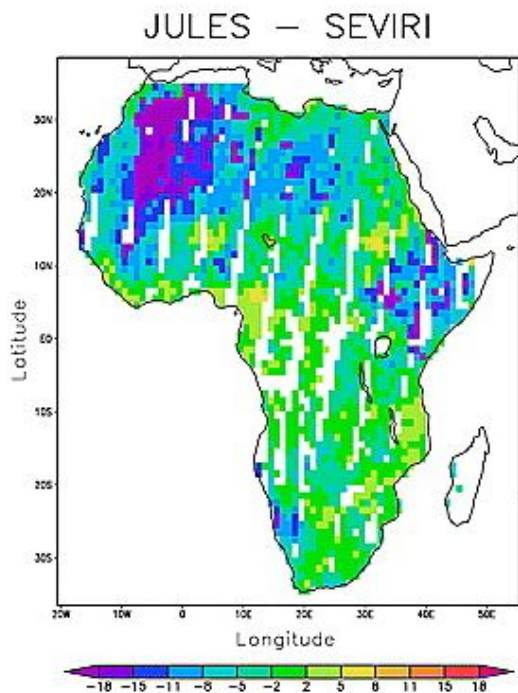 JULES – SEVIRI
Latitude
30N
20N
10N
EQ
10S
20S
30S
20W 10W 0 10E 20E 30E 40E 50E
Longitude
-18 -15 -11 -8 -5 -2 2 5 8 11 15 18